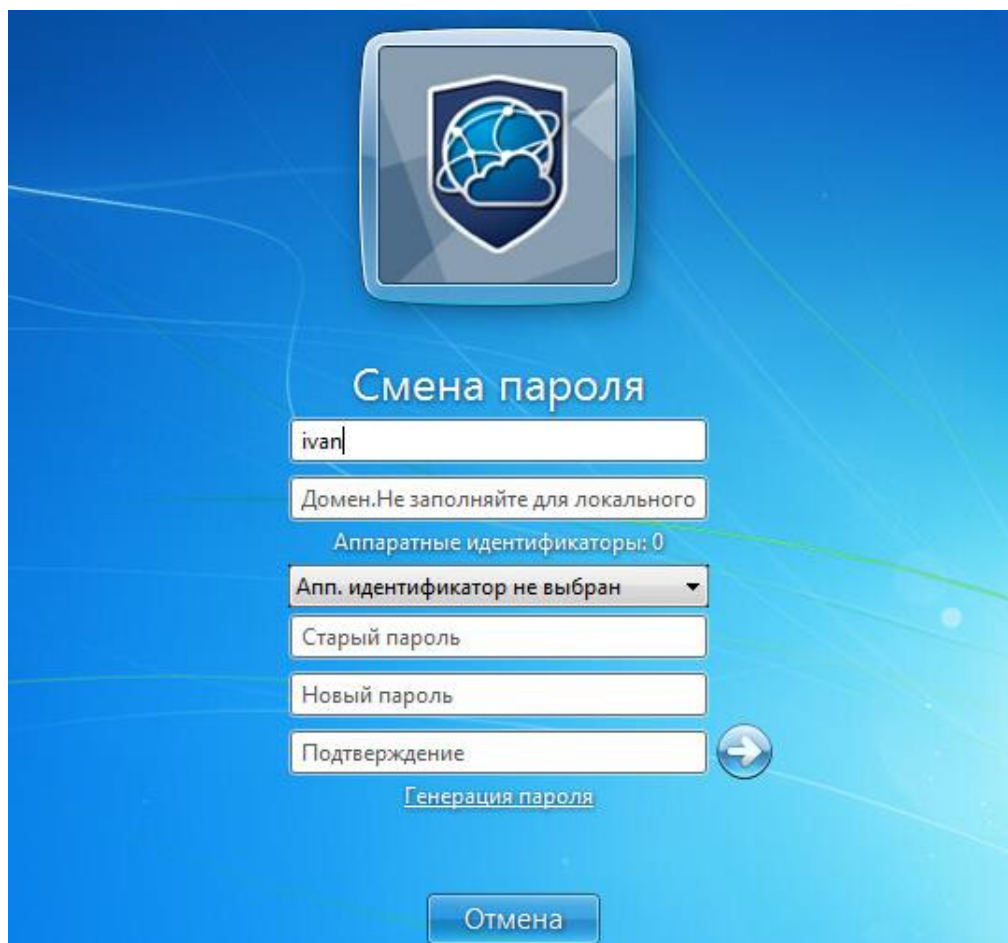 Смена пароля
ivan
Домен.Не заполняйте для локального
Аппаратные идентификаторы: 0
Апп. идентификатор не выбран
Старый пароль
Новый пароль
Подтверждение
Генерация пароля
Отмена